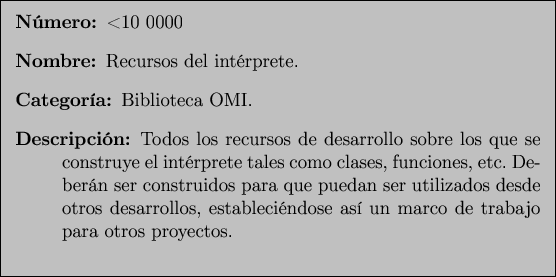 Número: <10 0000
Nombre: Recursos del intérprete.
Categoría: Biblioteca OMI.
Descripción: Todos los recursos de desarrollo sobre los que se
construye el intérprete tales como clases, funciones, etc. De-
berán ser construidos para que puedan ser utilizados desde
otros desarrollos, estableciéndose así un marco de trabajo
para otros proyectos.